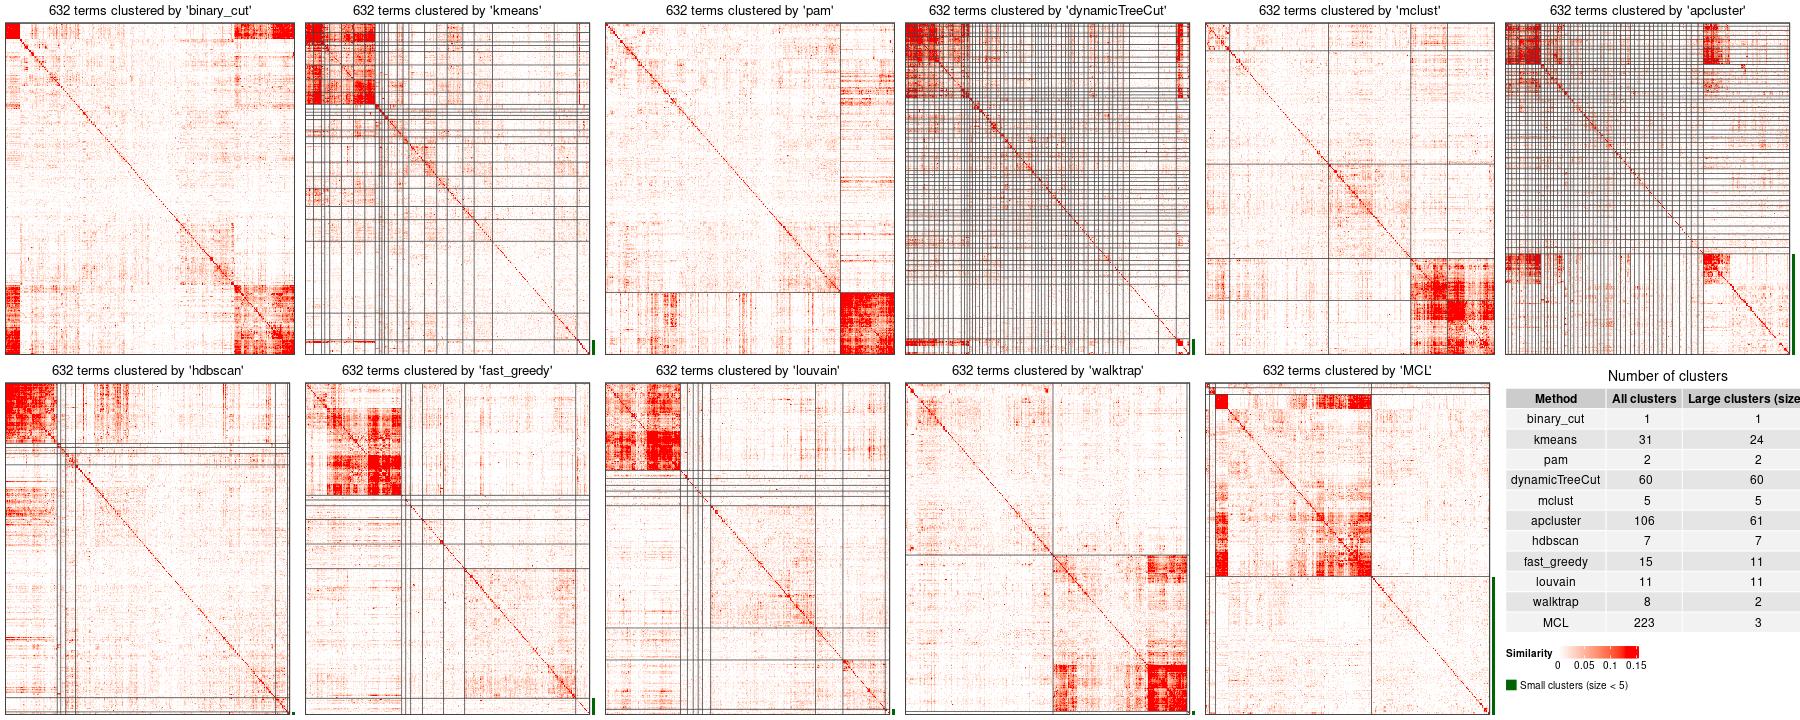 632 terms clustered by 'binary_cut'
632 terms clustered by 'kmeans'
632 terms clustered by 'pam'
632 terms clustered by 'dynamicTreeCut'
632 terms clustered by 'mclust'
632 terms clustered by 'apcluster'
632 terms clustered by 'hdbscan'
632 terms clustered by 'fast_greedy'
632 terms clustered by 'louvain'
632 terms clustered by 'walktrap'
632 terms clustered by 'MCL'
Number of clusters
Method All clusters Large clusters (size
binary_cut 1 1
kmeans 31 24
pam 2 2
dynamicTreeCut 60 60
mclust 5 5
apcluster 106 61
hdbscan 7 7
fast_greedy 15 11
louvain 11 11
walktrap 8 2
MCL 223 3
Similarity
0 0.05 0.1 0.15
Small clusters (size < 5)